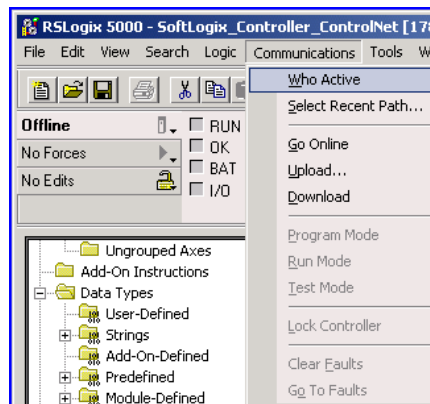 RSLogix 5000 - SoftLogix_Controller_ControlNet [178
File Edit View Search Logic Communications Tools W
Who Active
Select Recent Path...
Go Online
Upload...
Download
Program Mode
Run Mode
Test Mode
Lock Controller
Clear Faults
Go To Faults
Offline
RUN
No Forces
OK
No Edits
BAT
I/O
Ungrouped Axes
Add-On Instructions
Data Types
User-Defined
Strings
Add-On-Defined
Predefined
Module-Defined